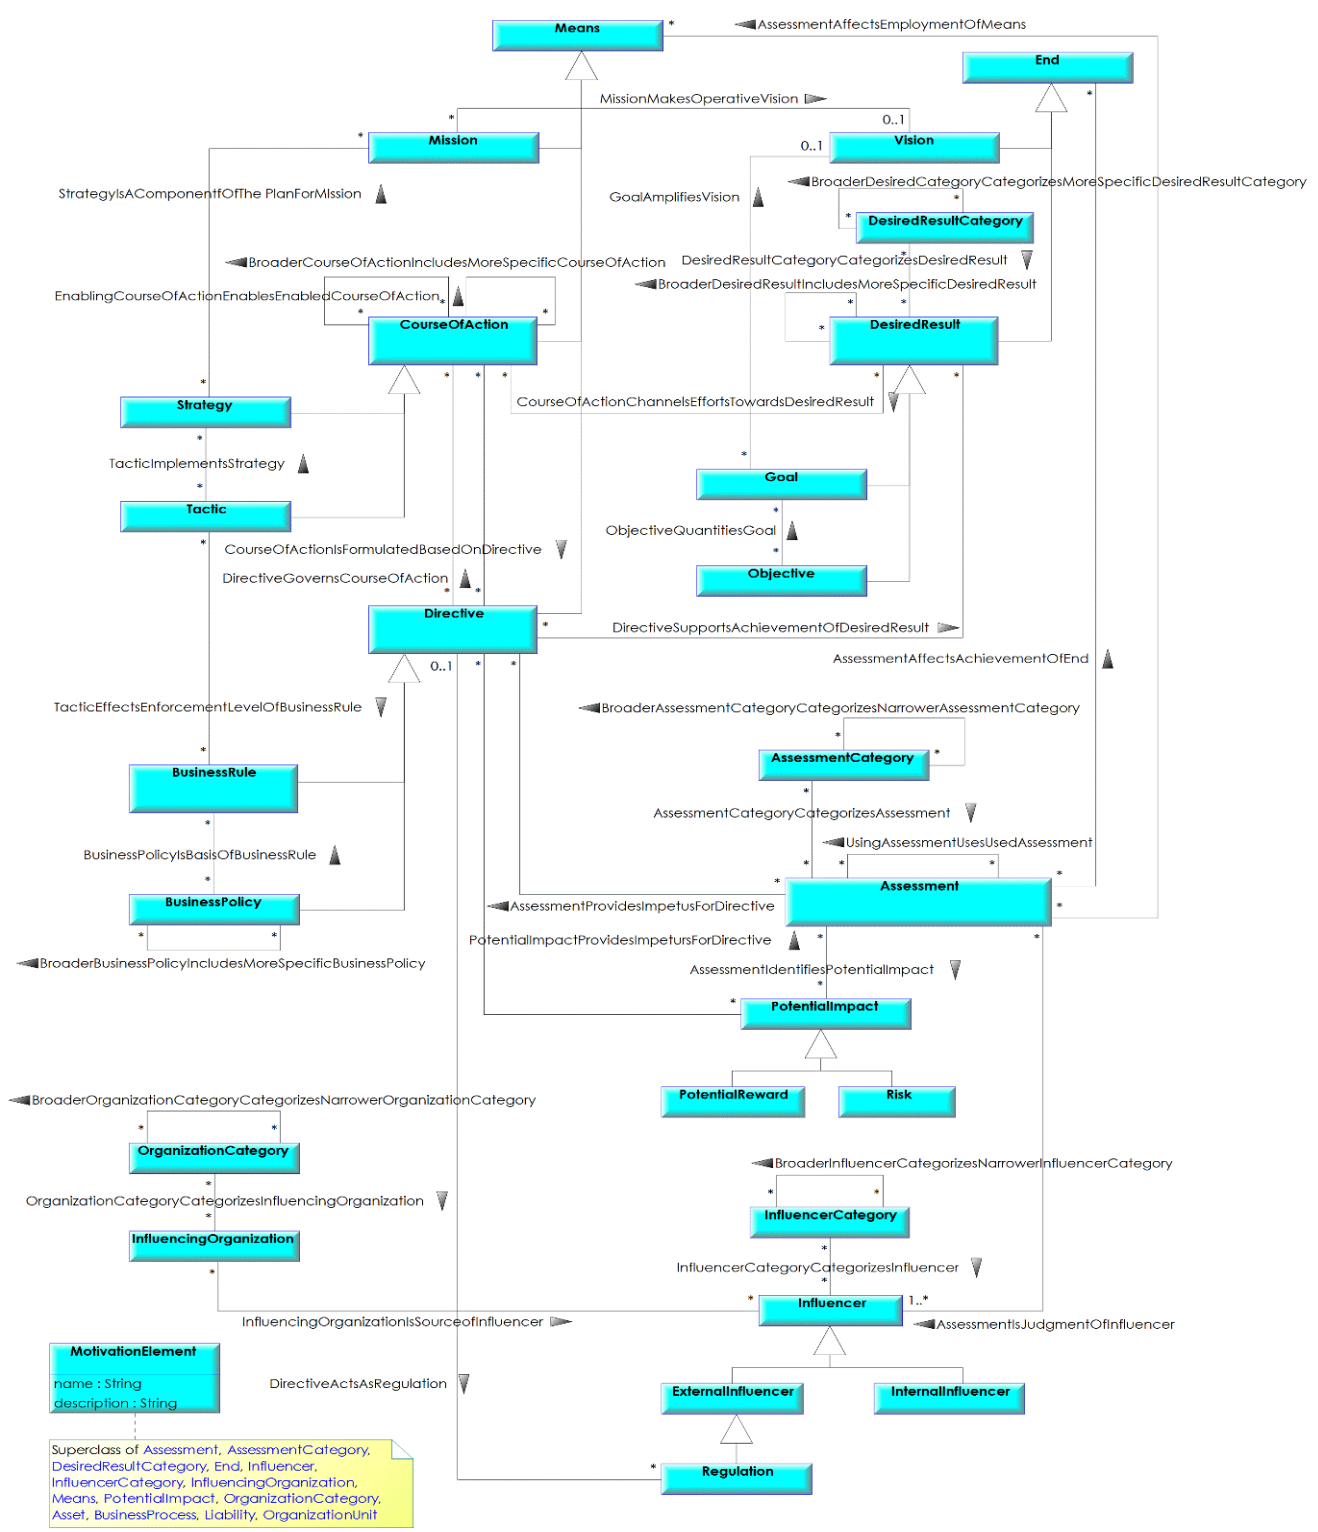 Means
*
AssessmentAffectsEmploymentOfMeans
End
*
MissionMakesOperativeVision
*
0..1
*
Mission
0..1
Vision
StrategyIsAComponentfOfThe PlanForMIssion
GoalAmplifiesVision
BroaderDesiredCategoryCategorizesMoreSpecificDesiredResultCategory
*
*
DesiredResultCategory
BroaderCourseOfActionIncludesMoreSpecificCourseOfAction
DesiredResultCategoryCategorizesDesiredResult
*
BroaderDesiredResultIncludesMoreSpecificDesiredResult
EnablingCourseOfActionEnablesEnabledCourseOfAction
*
*
*
*
*
*
CourseOfAction
DesiredResult
*
*
*
*
*
*
Strategy
CourseOfActionChannelsEffortsTowardsDesiredResult
*
*
TacticImplementsStrategy
Goal
*
Tactic
*
*
ObjectiveQuantitiesGoal
*
CourseOfActionIsFormulatedBasedOnDirective
DirectiveGovernsCourseOfAction
Objective
*
*
Directive
*
DirectiveSupportsAchievementOfDesiredResult
0..1
*
*
AssessmentAffectsAchievementOfEnd
TacticEffectsEnforcementLevelOfBusinessRule
BroaderAssessmentCategoryCategorizesNarrowerAssessmentCategory
*
*
*
AssessmentCategory
BusinessRule
*
*
AssessmentCategoryCategorizesAssessment
UsingAssessmentUsesUsedAssessment
BusinessPolicyIsBasisOfBusinessRule
*
*
*
*
*
*
Assessment
BusinessPolicy
AssessmentProvidesImpetusForDirective
*
*
*
PotentialImpactProvidesImpetursForDirective
*
*
BroaderBusinessPolicyIncludesMoreSpecificBusinessPolicy
AssessmentIdentifiesPotentialImpact
*
*
PotentialImpact
PotentialReward
Risk
BroaderOrganizationCategoryCategorizesNarrowerOrganizationCategory
*
*
OrganizationCategory
BroaderInfluencerCategorizesNarrowerInfluencerCategory
*
*
*
OrganizationCategoryCategorizesInfluencingOrganization
*
InfluencerCategory
InfluencingOrganization
*
InfluencerCategoryCategorizesInfluencer
*
*
*
Influencer
1..*
InfluencingOrganizationIsSourceofInfluencer
AssessmentIsJudgmentOfInfluencer
MotivationElement
name : String
description : String
DirectiveActsAsRegulation
ExternalInfluencer
InternalInfluencer
*
Regulation
Superclass of Assessment, AssessmentCategory,
DesiredResultCategory, End, Influencer,
InfluencerCategory, InfluencingOrganization,
Means, PotentialImpact, OrganizationCategory,
Asset, BusinessProcess, Liability, OrganizationUnit